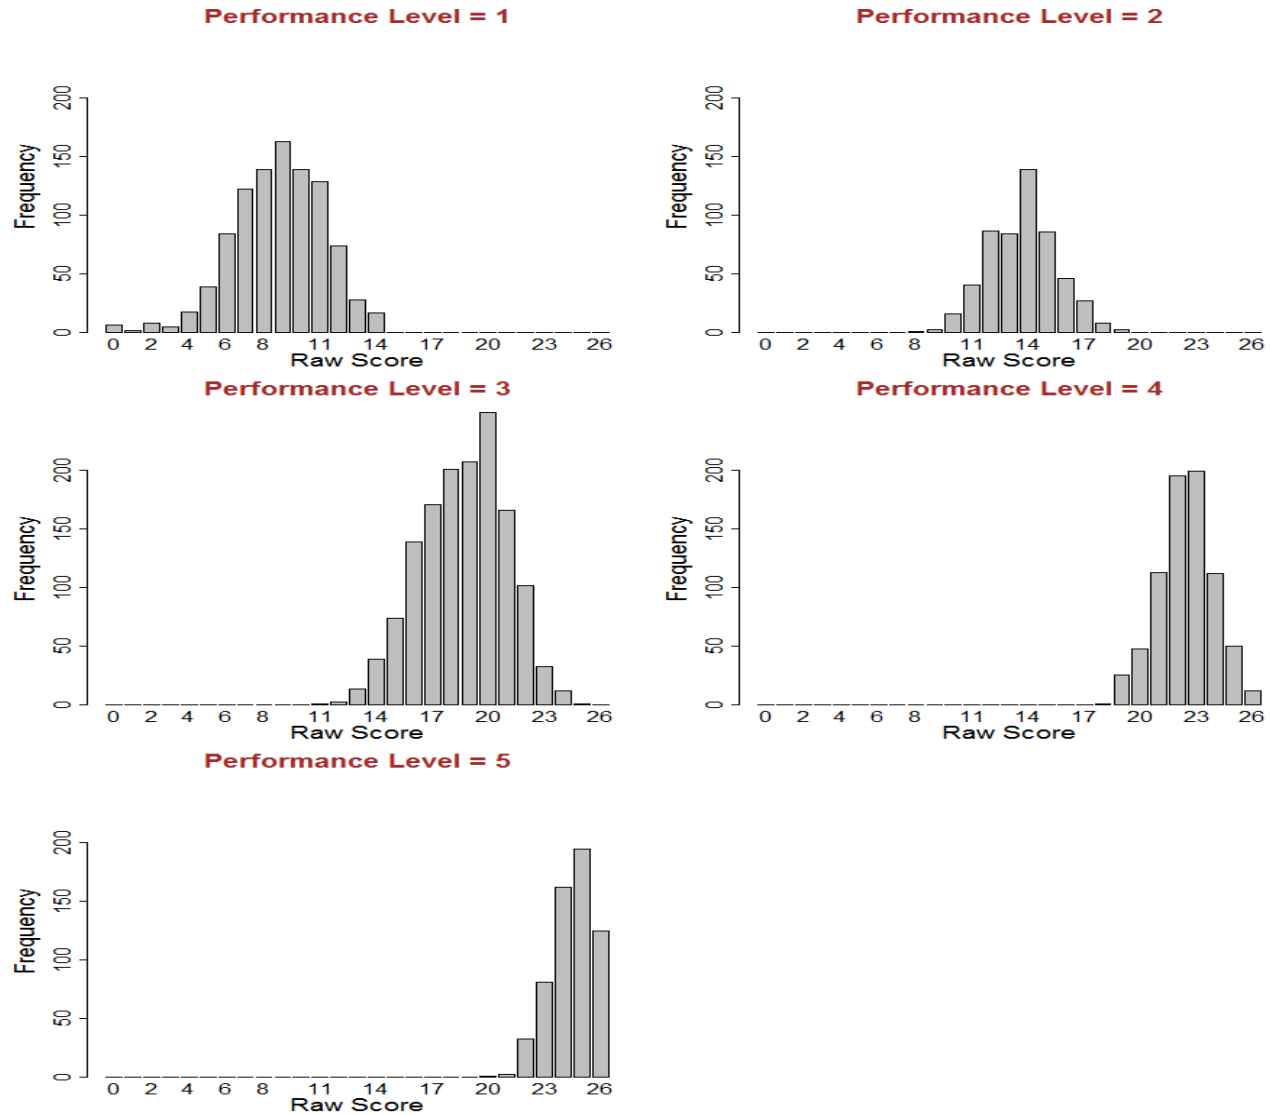 Performance Level = 1
Frequency
0 50 100 150 200
0 2 4 6 8 11 14 17 20 23 26
Raw Score
Performance Level = 2
Frequency
0 50 100 150 200
0 2 4 6 8 11 14 17 20 23 26
Raw Score
Performance Level = 3
Frequency
0 50 100 150 200
0 2 4 6 8 11 14 17 20 23 26
Raw Score
Performance Level = 4
Frequency
0 50 100 150 200
0 2 4 6 8 11 14 17 20 23 26
Raw Score
Performance Level = 5
Frequency
0 50 100 150 200
0 2 4 6 8 11 14 17 20 23 26
Raw Score